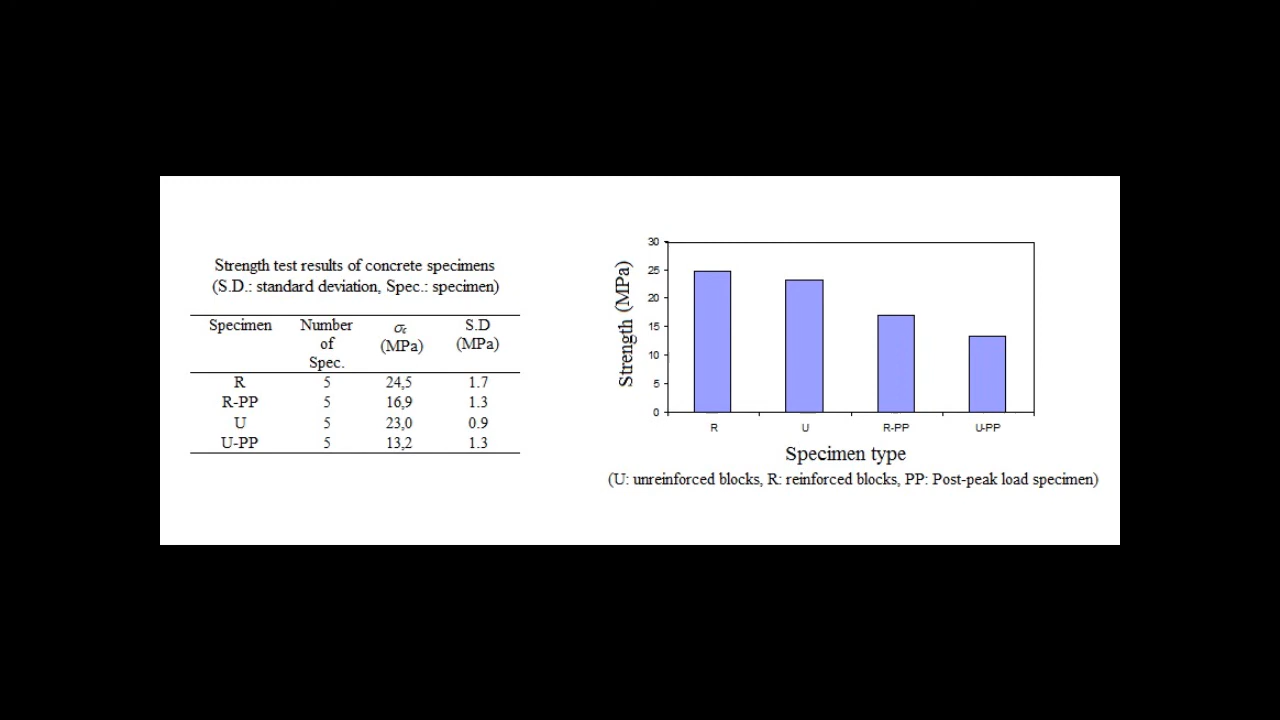 Strength test results of concrete specimens
(S.D.: standard deviation, Spec.: specimen)
Specimen Number of Spec. σc (MPa) S.D (MPa)
R 5 24,5 1.7
R-PP 5 16,9 1.3
U 5 23,0 0.9
U-PP 5 13,2 1.3
Strength (MPa)
30
25
20
15
10
5
0
R U R-PP U-PP
Specimen type
(U: unreinforced blocks, R: reinforced blocks, PP: Post-peak load specimen)